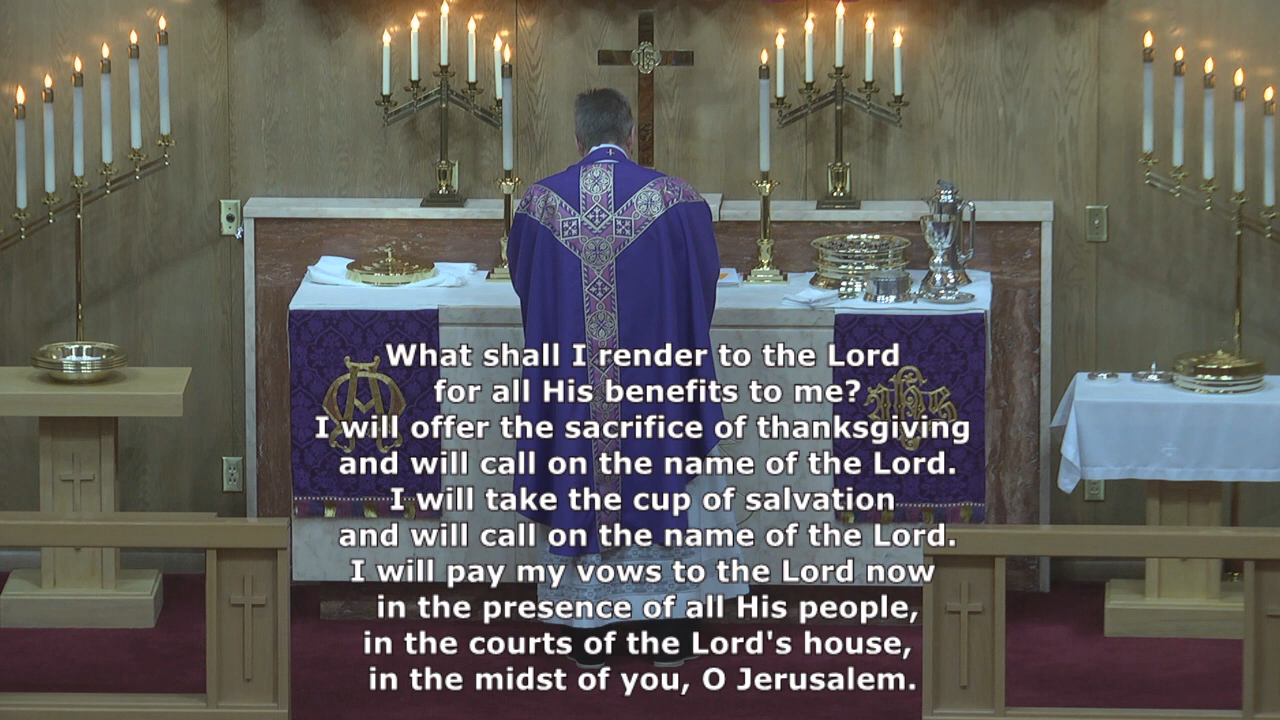 What shall I render to the Lord
for all His benefits to me?
I will offer the sacrifice of thanksgiving
and will call on the name of the Lord.
I will take the cup of salvation
and will call on the name of the Lord.
I will pay my vows to the Lord now
in the presence of all His people,
in the courts of the Lord's house,
in the midst of you, O Jerusalem.